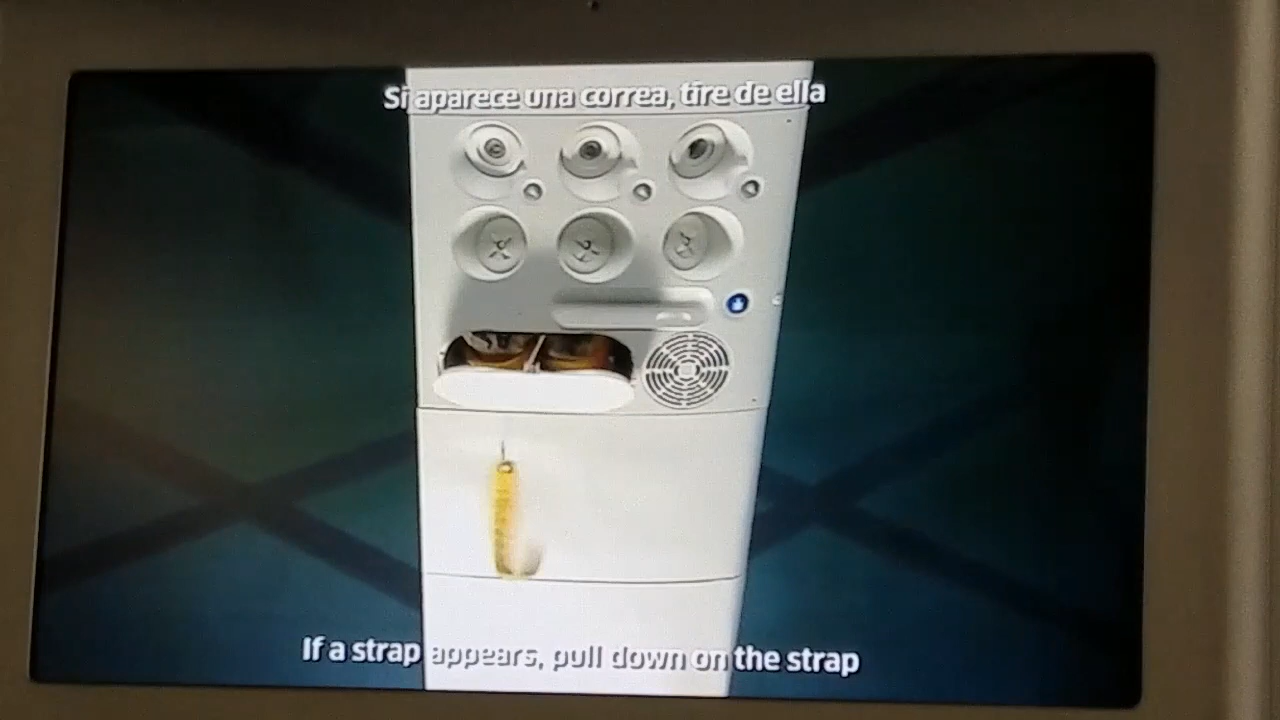 Si aparece una correa, tire de ella
If a strap appears, pull down on the strap